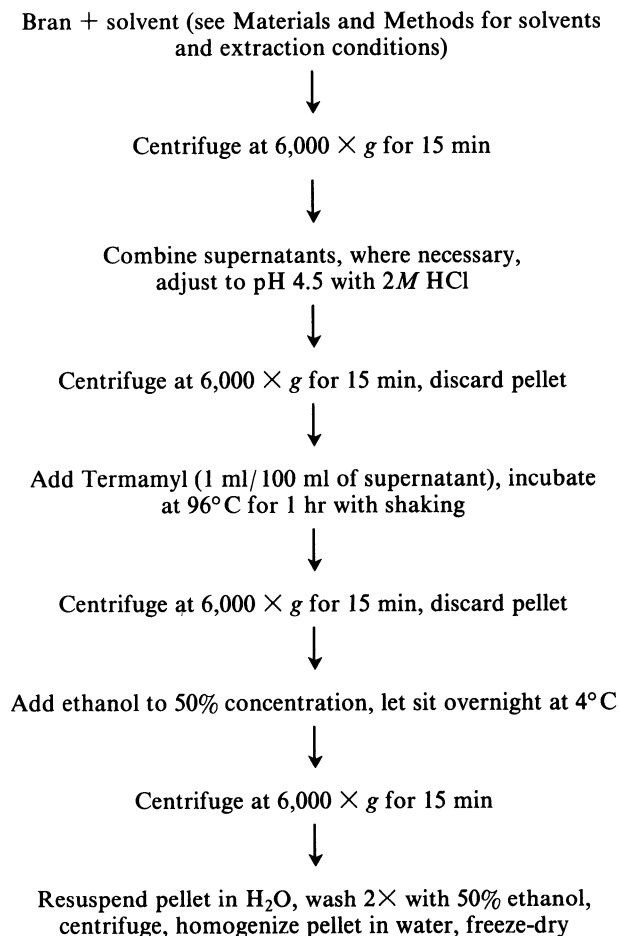 Bran + solvent (see Materials and Methods for solvents
and extraction conditions)
↓
Centrifuge at 6,000 × g for 15 min
↓
Combine supernatants, where necessary,
adjust to pH 4.5 with 2M HCl
↓
Centrifuge at 6,000 × g for 15 min, discard pellet
↓
Add Termamyl (1 ml/100 ml of supernatant), incubate
at 96°C for 1 hr with shaking
↓
Centrifuge at 6,000 × g for 15 min, discard pellet
↓
Add ethanol to 50% concentration, let sit overnight at 4°C
↓
Centrifuge at 6,000 × g for 15 min
↓
Resuspend pellet in H₂O, wash 2× with 50% ethanol,
centrifuge, homogenize pellet in water, freeze-dry